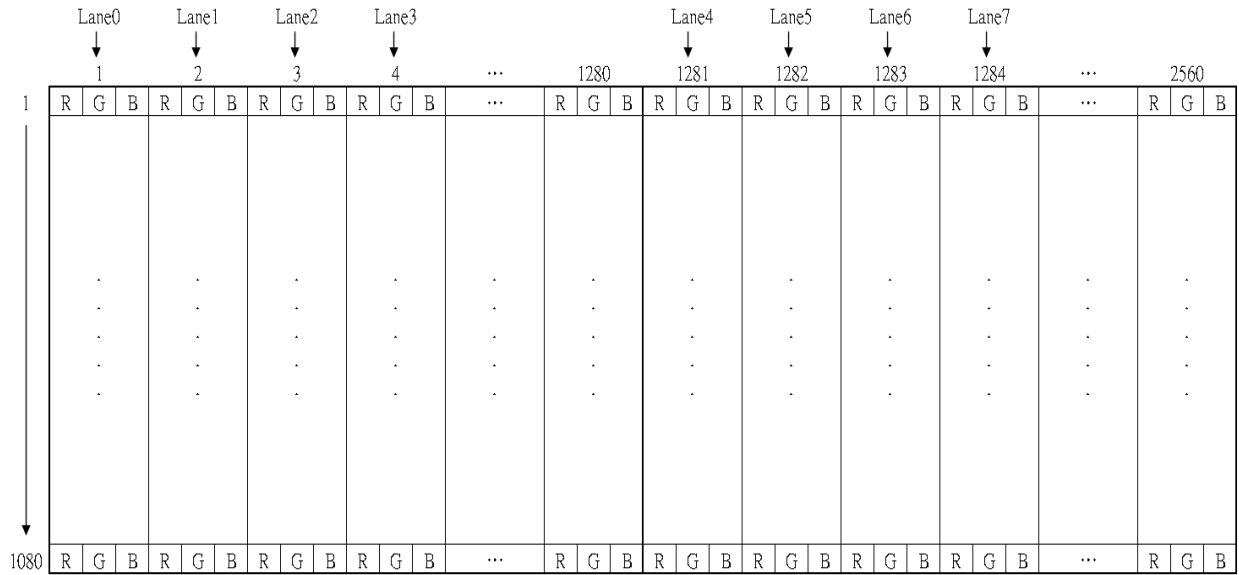 Lane0 Lane1 Lane2 Lane3 Lane4 Lane5 Lane6 Lane7
1 2 3 4 ... 1280 1281 1282 1283 1284 ... 2560
1 R G B R G B R G B R G B ... R G B R G B R G B R G B R G B ... R G B
1080 R G B R G B R G B R G B ... R G B R G B R G B R G B R G B ... R G B